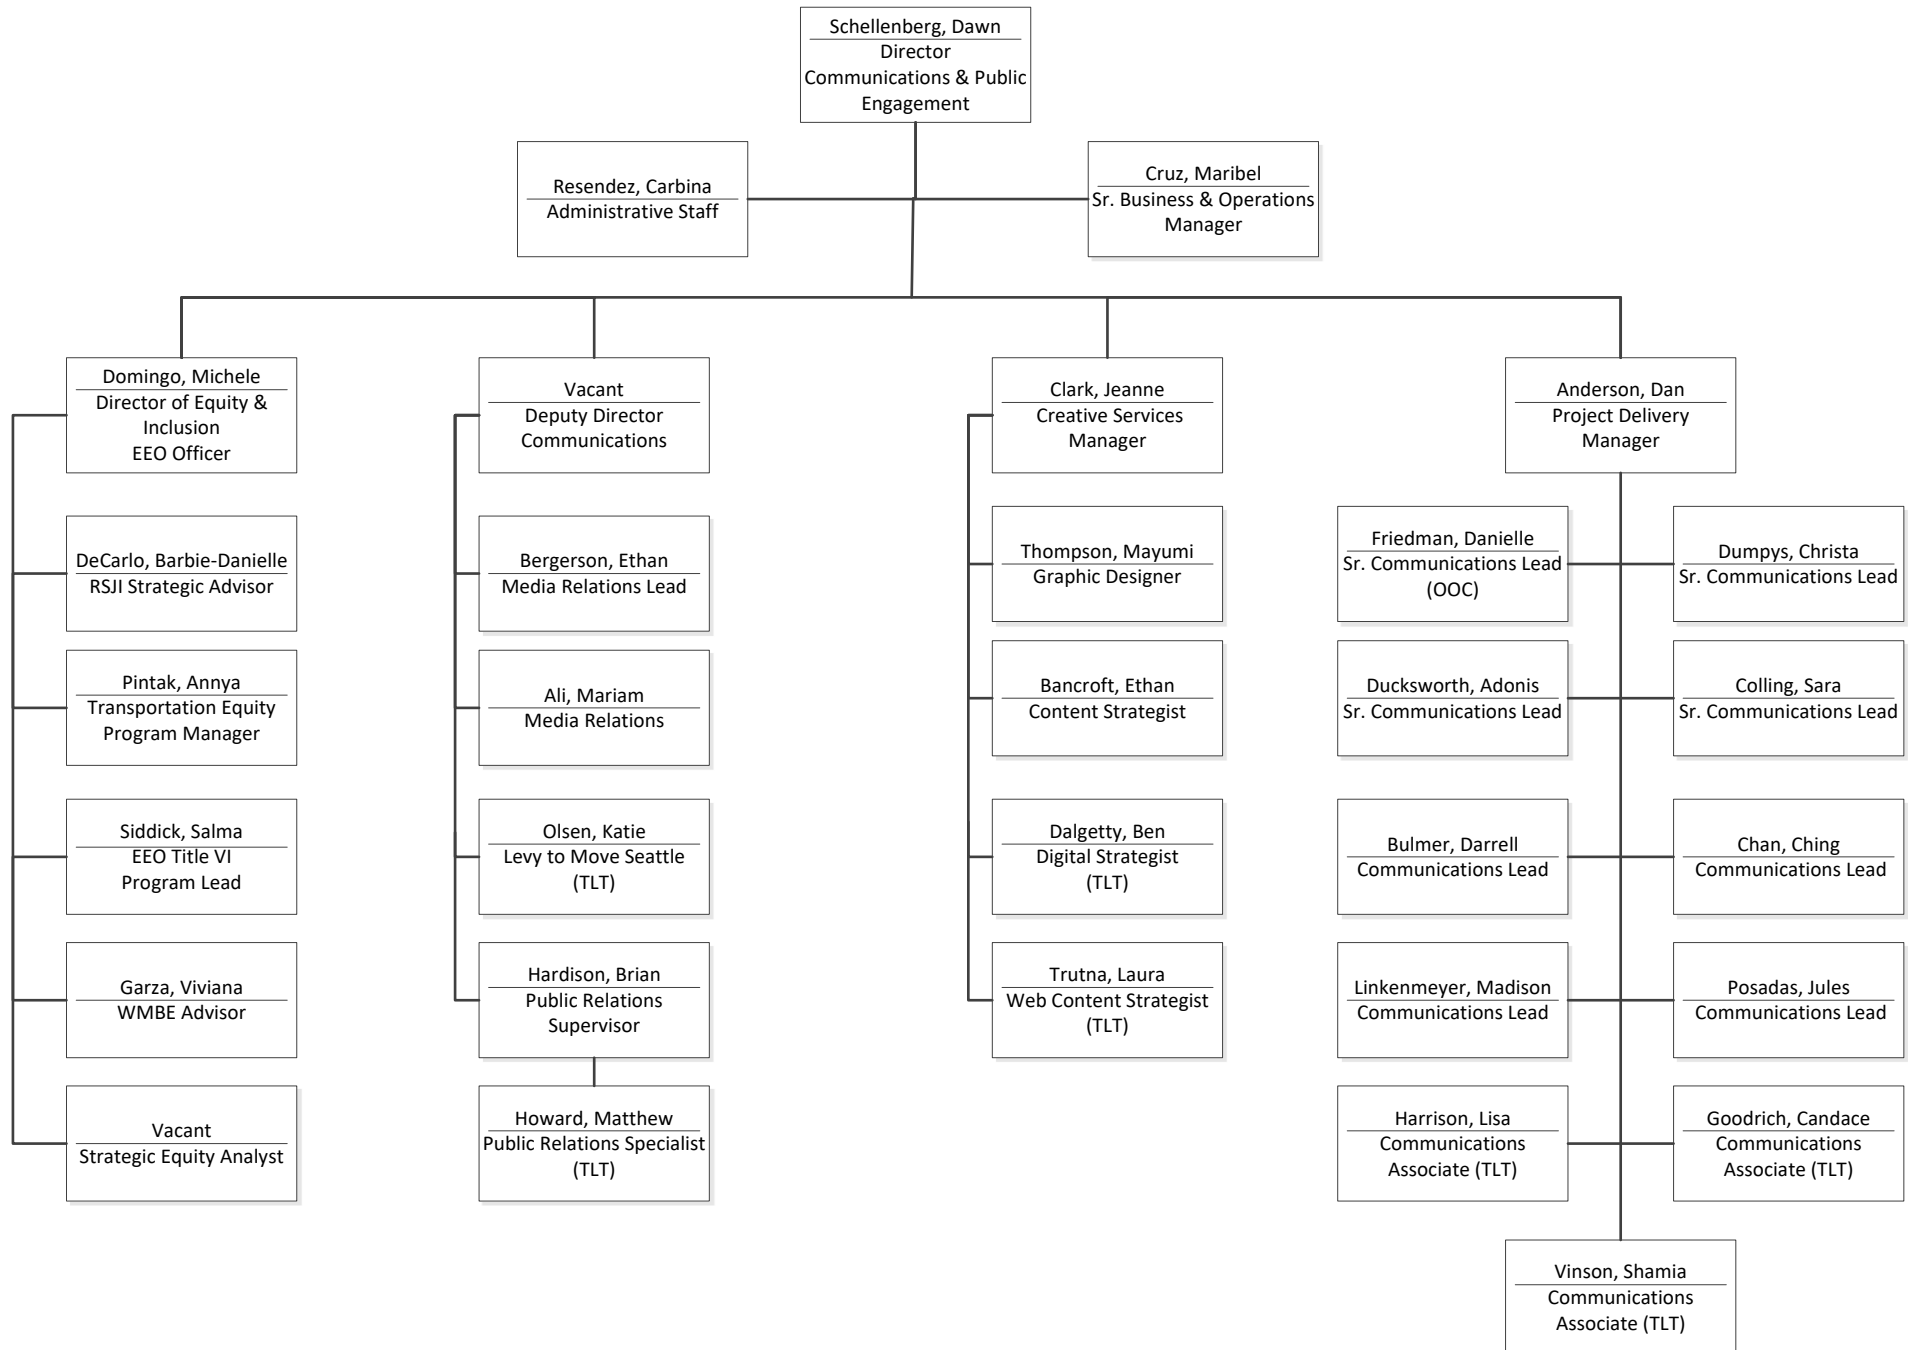 Schellenberg, Dawn
Director
Communications & Public
Engagement
Resendez, Carbina
Administrative Staff
Cruz, Maribel
Sr. Business & Operations
Manager
Domingo, Michele
Director of Equity &
Inclusion
EEO Officer
DeCarlo, Barbie-Danielle
RSJI Strategic Advisor
Pintak, Annya
Transportation Equity
Program Manager
Siddick, Salma
EEO Title VI
Program Lead
Garza, Viviana
WMBE Advisor
Vacant
Strategic Equity Analyst
Vacant
Deputy Director
Communications
Bergerson, Ethan
Media Relations Lead
Ali, Mariam
Media Relations
Olsen, Katie
Levy to Move Seattle
(TLT)
Hardison, Brian
Public Relations
Supervisor
Howard, Matthew
Public Relations Specialist
(TLT)
Clark, Jeanne
Creative Services
Manager
Thompson, Mayumi
Graphic Designer
Bancroft, Ethan
Content Strategist
Dalgetty, Ben
Digital Strategist
(TLT)
Trutna, Laura
Web Content Strategist
(TLT)
Anderson, Dan
Project Delivery
Manager
Friedman, Danielle
Sr. Communications Lead
(OOC)
Dumpys, Christa
Sr. Communications Lead
Ducksworth, Adonis
Sr. Communications Lead
Colling, Sara
Sr. Communications Lead
Bulmer, Darrell
Communications Lead
Chan, Ching
Communications Lead
Linkenmeyer, Madison
Communications Lead
Posadas, Jules
Communications Lead
Harrison, Lisa
Communications
Associate (TLT)
Goodrich, Candace
Communications
Associate (TLT)
Vinson, Shamia
Communications
Associate (TLT)